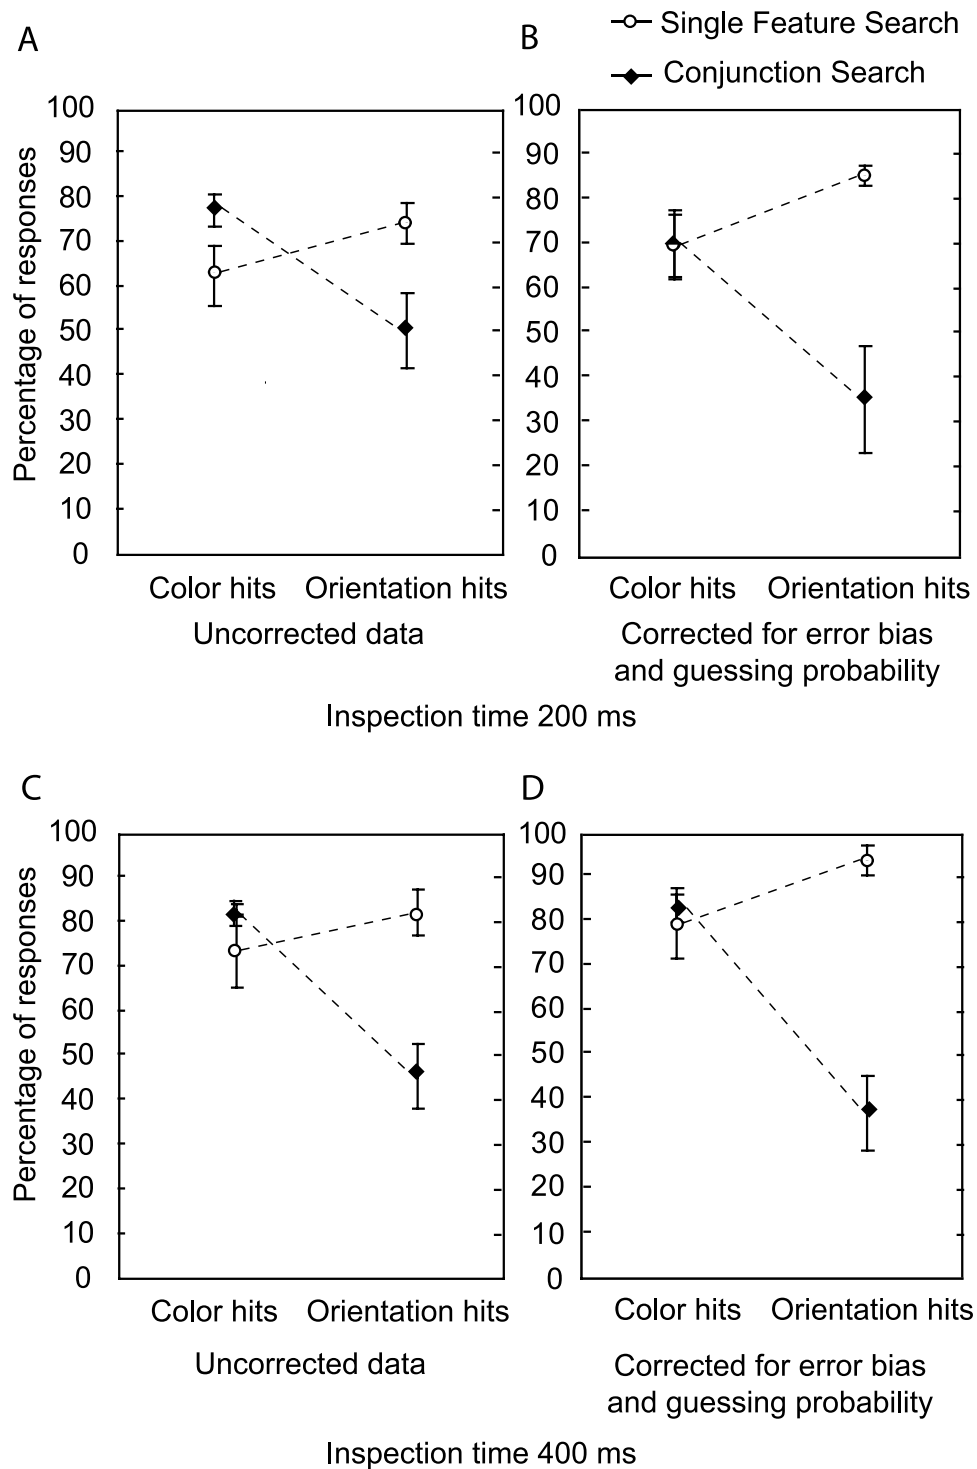 A
B
Single Feature Search
Conjunction Search
Percentage of responses
100
90
80
70
60
50
40
30
20
10
0
Color hits Orientation hits
Uncorrected data
100
90
80
70
60
50
40
30
20
10
0
Color hits Orientation hits
Corrected for error bias
and guessing probability
Inspection time 200 ms
C
D
Percentage of responses
100
90
80
70
60
50
40
30
20
10
0
Color hits Orientation hits
Uncorrected data
100
90
80
70
60
50
40
30
20
10
0
Color hits Orientation hits
Corrected for error bias
and guessing probability
Inspection time 400 ms